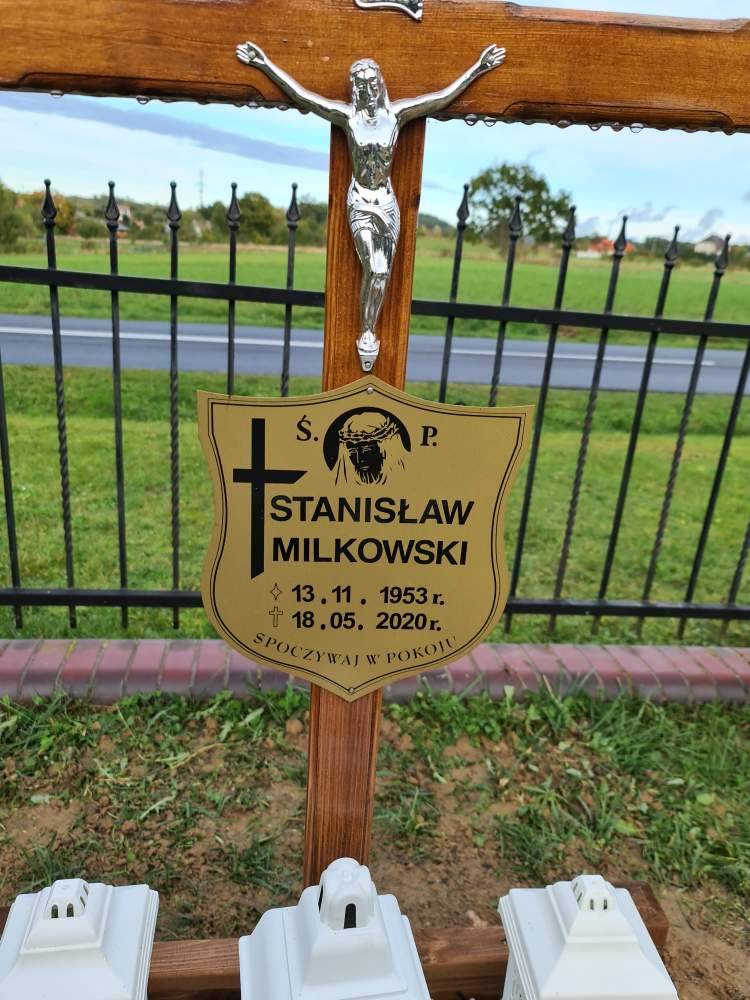 Ś. P.
STANISŁAW
MILKOWSKI
13.11. 1953 r.
18.05. 2020 r.
SPOCZYWAJ W POKOJU